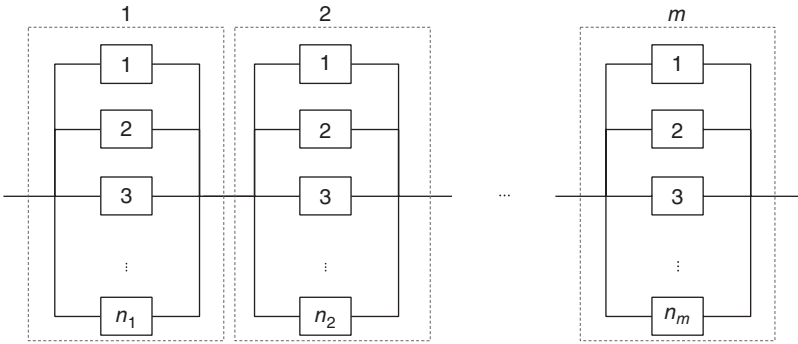 1 2 m
1 1 1
2 2 2
3 3 ... 3
... ... ...
n₁ n₂ nₘ